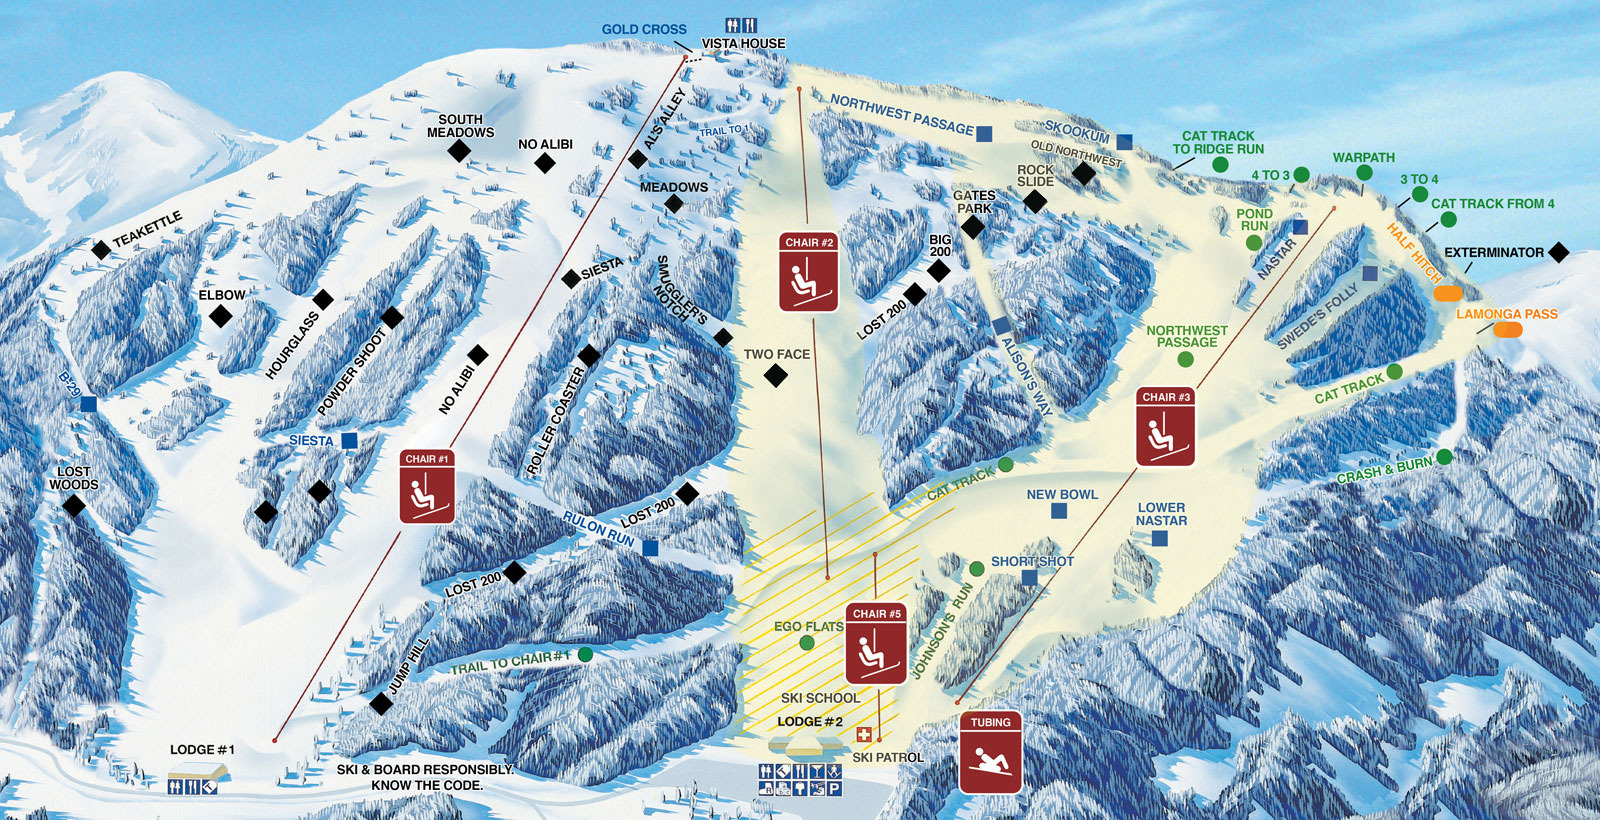 GOLD CROSS
VISTA HOUSE
SOUTH
MEADOWS
NO ALIBI
AL'S ALLEY
TRAIL TO 1
MEADOWS
NORTHWEST PASSAGE
SKOOKUM
OLD NORTHWEST
CAT TRACK
TO RIDGE RUN
4 TO 3
WARPATH
3 TO 4
CAT TRACK FROM 4
ROCK
SLIDE
GATES
PARK
BIG
200
LOST 200
POND
RUN
NASTAR
HALF HITCH
EXTERMINATOR
LAMONGA PASS
TEAKETTLE
ELBOW
HOURGLASS
POWDER SHOOT
SIESTA
SMUGGLER'S
NOTCH
CHAIR #2
TWO FACE
ALISON'S WAY
NORTHWEST
PASSAGE
SWEDE'S FOLLY
CAT TRACK
B-29
NO ALIBI
ROLLER COASTER
SIESTA
CHAIR #1
CHAIR #3
LOST
WOODS
LOST 200
RULON RUN
CAT TRACK
NEW BOWL
LOWER
NASTAR
CRASH & BURN
SHORT SHOT
LOST 200
JUMP HILL
TRAIL TO CHAIR #1
EGO FLATS
CHAIR #5
JOHNSON'S RUN
SKI SCHOOL
LODGE #2
SKI PATROL
TUBING
LODGE #1
SKI & BOARD RESPONSIBLY.
KNOW THE CODE.
P